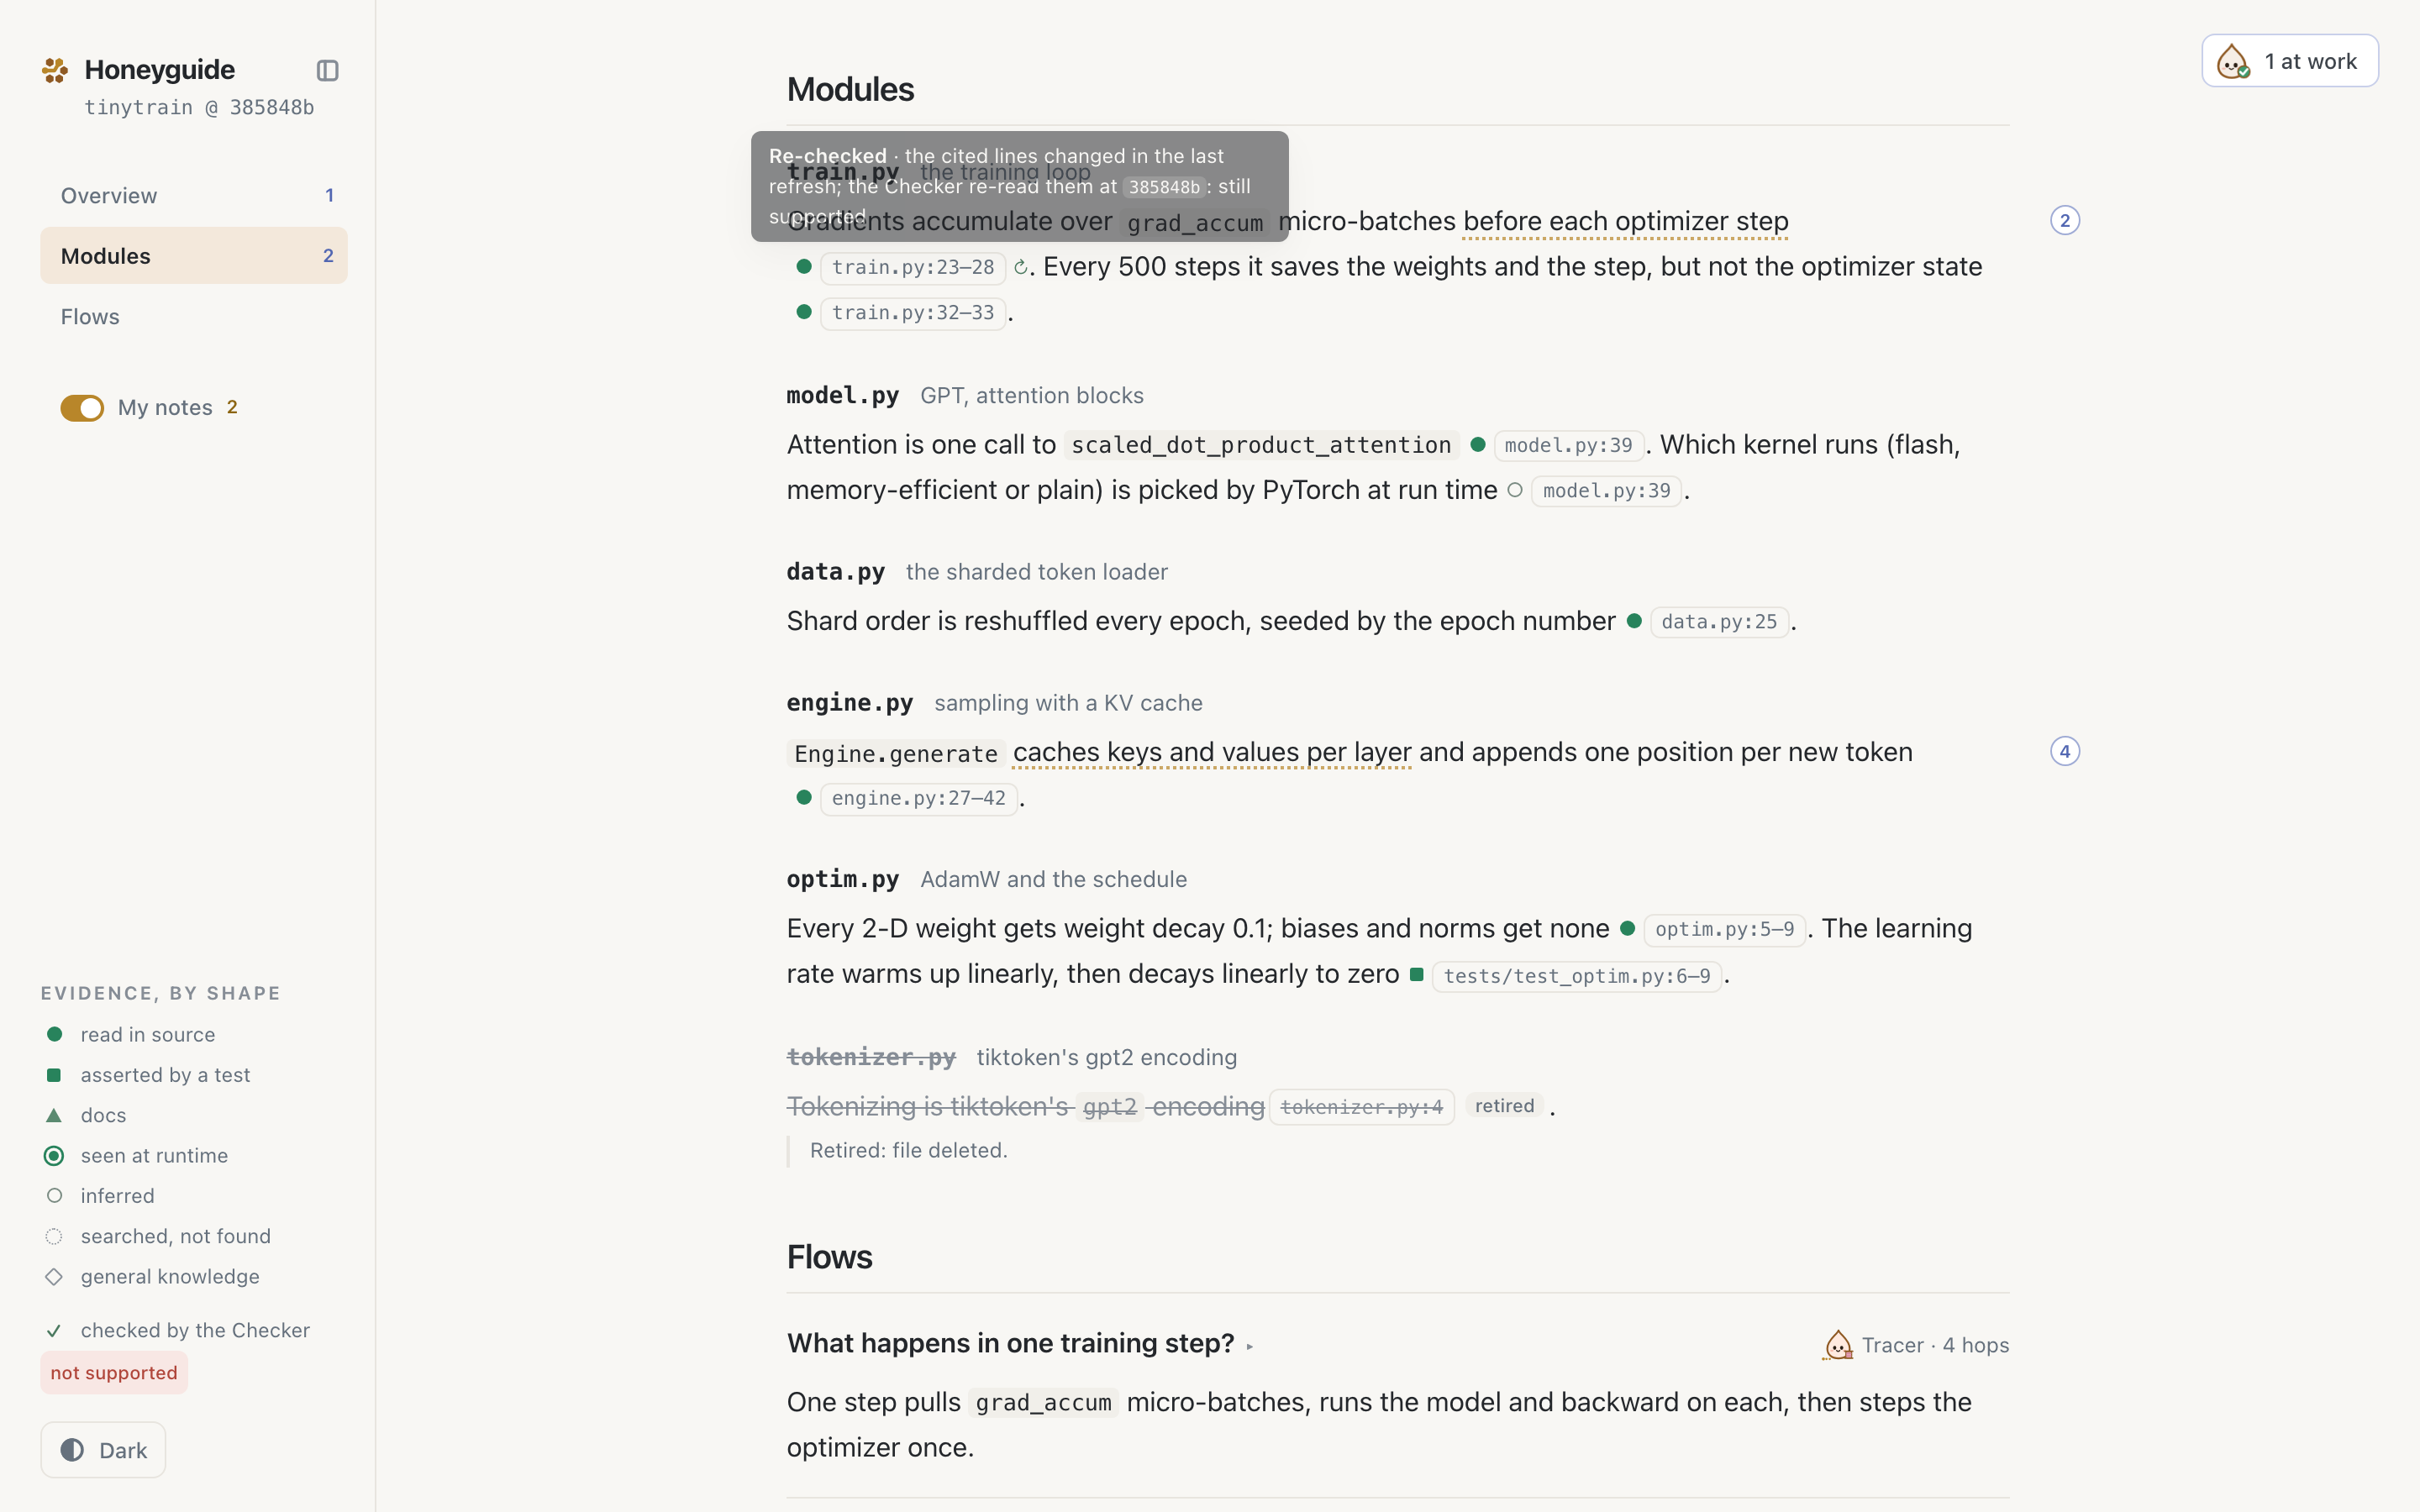 Honeyguide
tinytrain @ 385848b
Overview 1
Modules 2
Flows
My notes 2
EVIDENCE, BY SHAPE
read in source
asserted by a test
docs
seen at runtime
inferred
searched, not found
general knowledge
checked by the Checker
not supported
Dark
1 at work
Modules
Re-checked · the cited lines changed in the last
refresh; the Checker re-read them at 385848b: still
supported
train.py the training loop
Gradients accumulate over grad_accum micro-batches before each optimizer step 2
train.py:23–28 ↻. Every 500 steps it saves the weights and the step, but not the optimizer state
train.py:32–33.
model.py GPT, attention blocks
Attention is one call to scaled_dot_product_attention model.py:39. Which kernel runs (flash,
memory-efficient or plain) is picked by PyTorch at run time model.py:39.
data.py the sharded token loader
Shard order is reshuffled every epoch, seeded by the epoch number data.py:25.
engine.py sampling with a KV cache
Engine.generate caches keys and values per layer and appends one position per new token 4
engine.py:27–42.
optim.py AdamW and the schedule
Every 2-D weight gets weight decay 0.1; biases and norms get none optim.py:5–9. The learning
rate warms up linearly, then decays linearly to zero tests/test_optim.py:6–9.
tokenizer.py tiktoken's gpt2 encoding
Tokenizing is tiktoken's gpt2 encoding tokenizer.py:4 retired.
Retired: file deleted.
Flows
What happens in one training step? ▸ Tracer · 4 hops
One step pulls grad_accum micro-batches, runs the model and backward on each, then steps the
optimizer once.